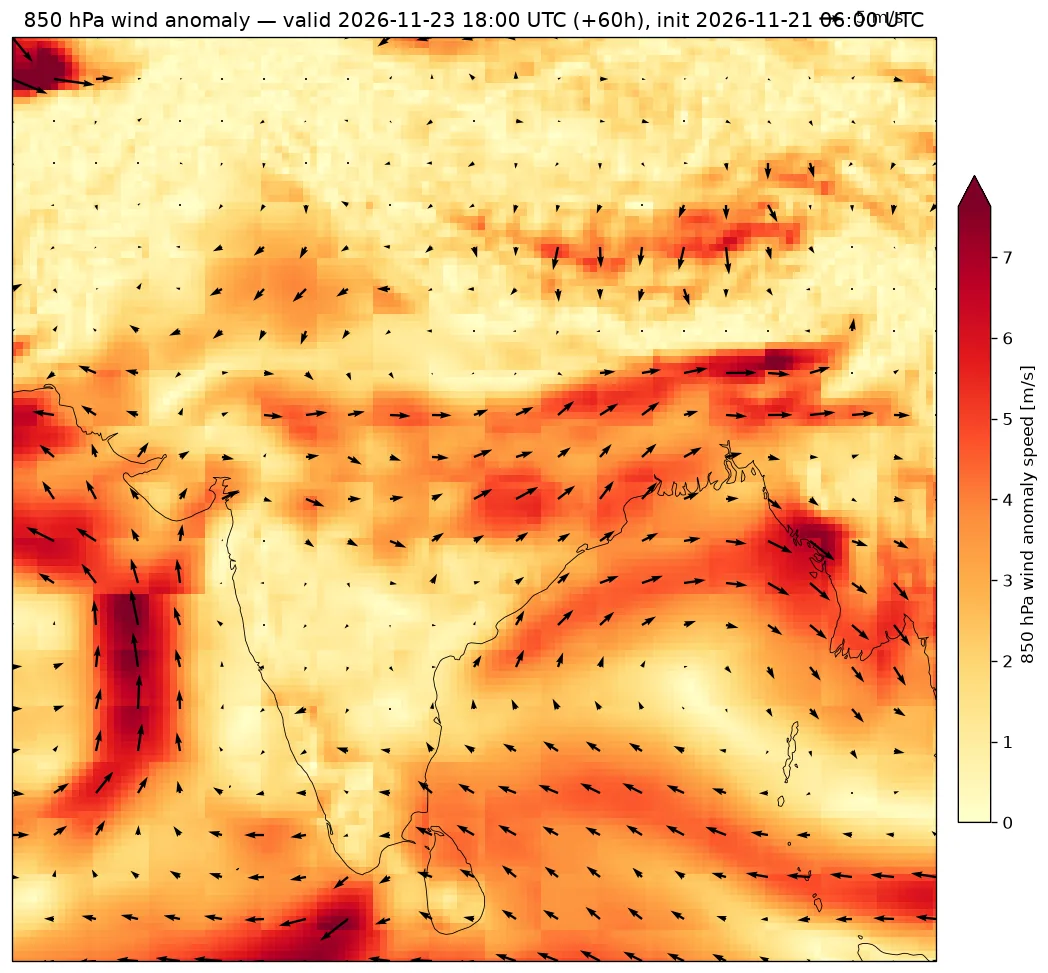 850 hPa wind anomaly — valid 2026-11-23 18:00 UTC (+60h), init 2026-11-21 06:00 UTC
5 m/s
7
6
5
4
3
2
1
0
850 hPa wind anomaly speed [m/s]